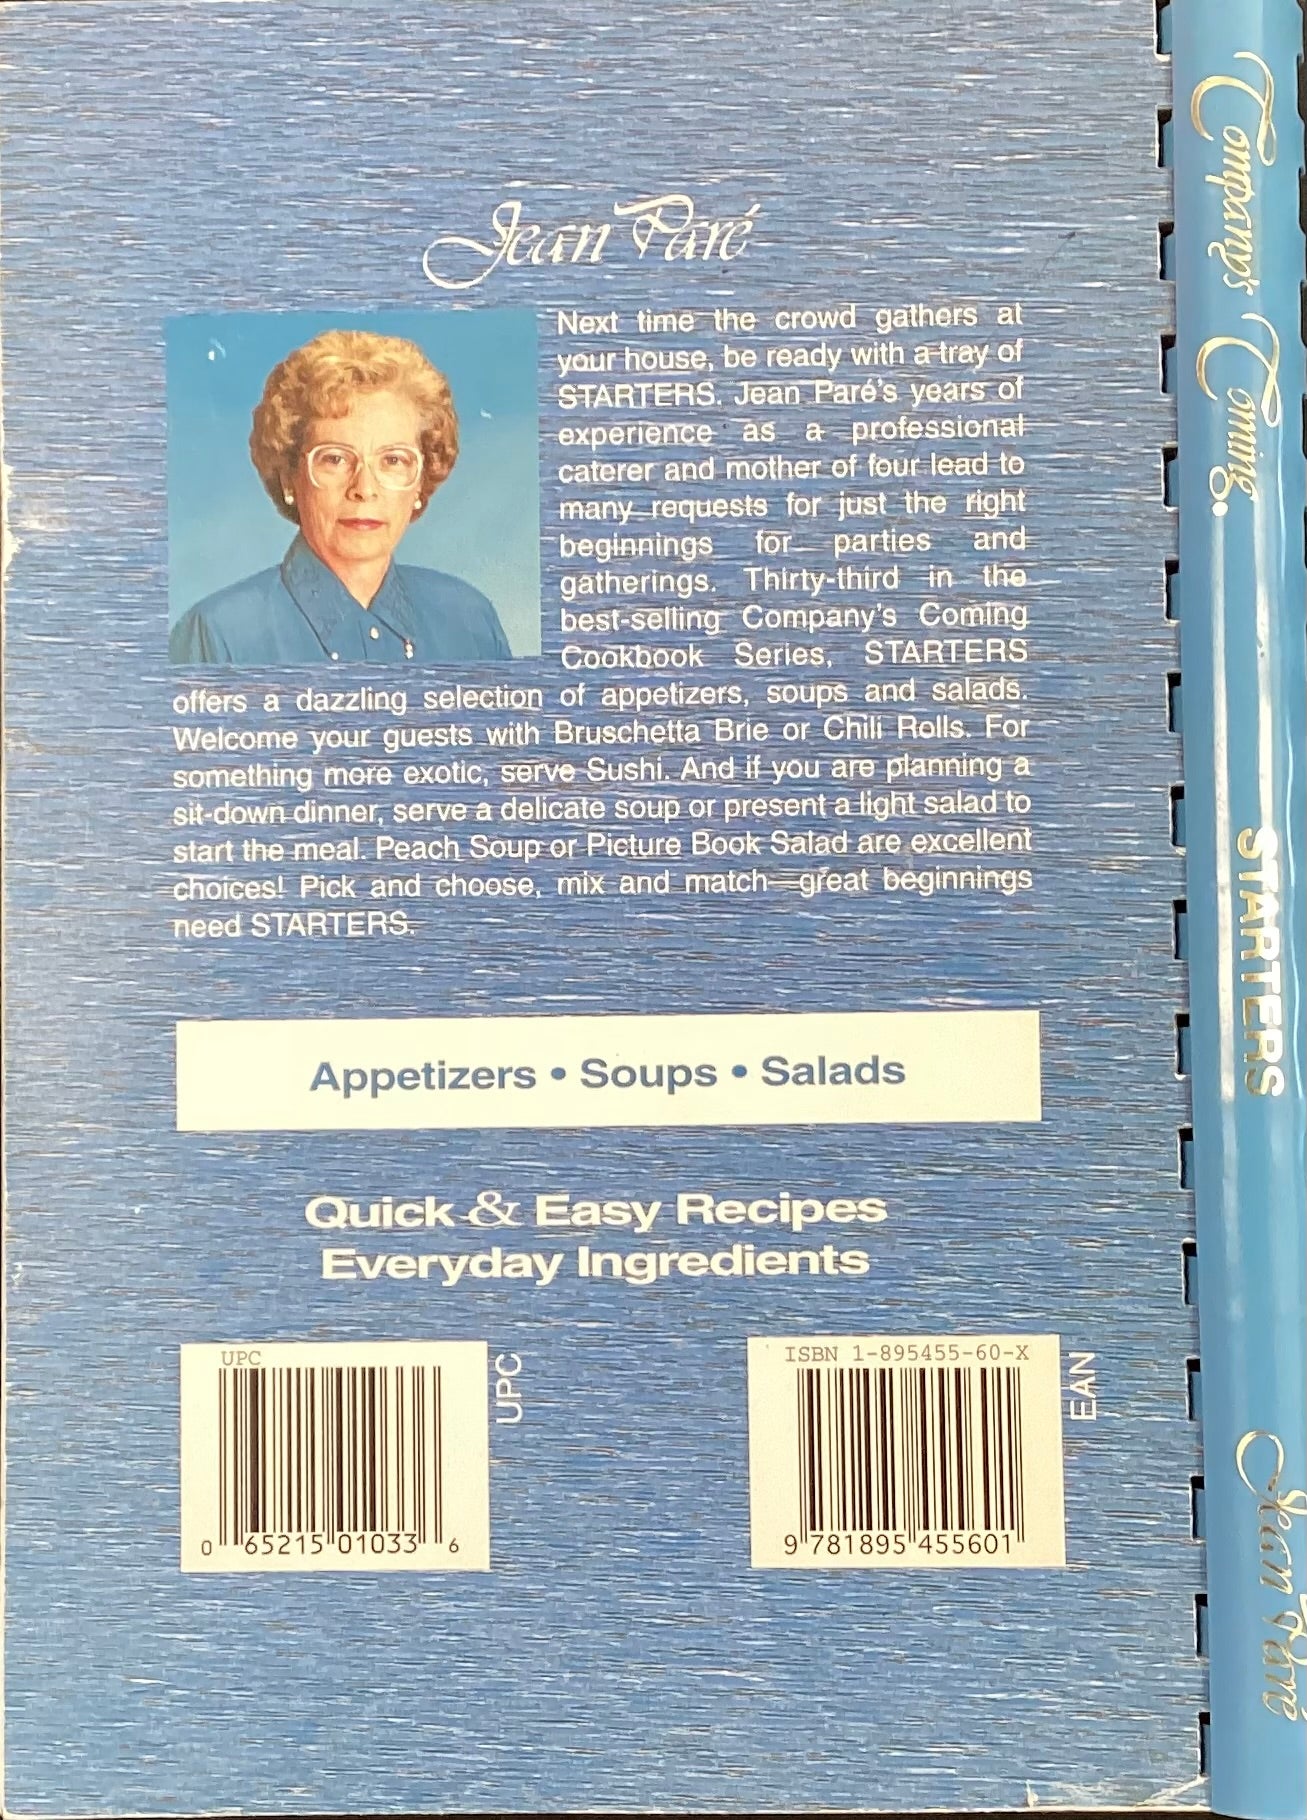 Jean Paré
Next time the crowd gathers at
your house, be ready with a tray of
STARTERS. Jean Paré's years of
experience as a professional
caterer and mother of four lead to
many requests for just the right
beginnings for parties and
gatherings. Thirty-third in the
best-selling Company's Coming
Cookbook Series, STARTERS
offers a dazzling selection of appetizers, soups and salads.
Welcome your guests with Bruschetta Brie or Chili Rolls. For
something more exotic, serve Sushi. And if you are planning a
sit-down dinner, serve a delicate soup or present a light salad to
start the meal. Peach Soup or Picture Book Salad are excellent
choices! Pick and choose, mix and match—great beginnings
need STARTERS.
Appetizers • Soups • Salads
Quick & Easy Recipes
Everyday Ingredients
UPC
UPC
0 65215 01033 6
ISBN 1-895455-60-X
EAN
9 781895 455601
Company's Coming
STARTERS
Jean Paré